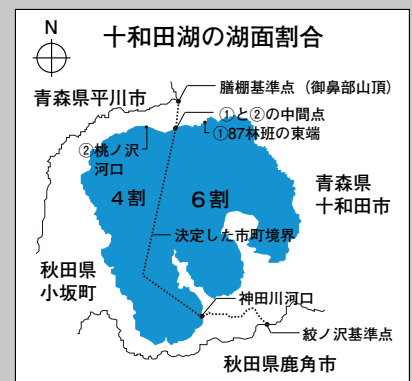 十和田湖の湖面割合
N
膳棚基準点（御鼻部山頂）
青森県平川市
①と②の中間点
①87林班の東端
②桃ノ沢
河口
4割
6割
青森県
十和田市
決定した市町境界
秋田県
小坂町
神田川河口
絞ノ沢基準点
秋田県鹿角市